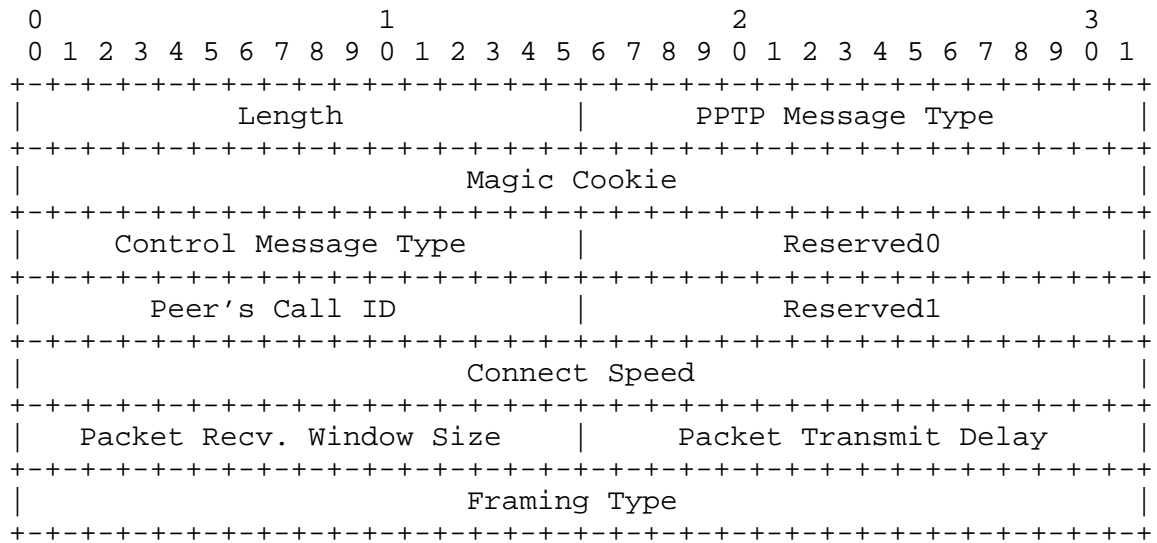 0                   1                   2                   3
 0 1 2 3 4 5 6 7 8 9 0 1 2 3 4 5 6 7 8 9 0 1 2 3 4 5 6 7 8 9 0 1
+-+-+-+-+-+-+-+-+-+-+-+-+-+-+-+-+-+-+-+-+-+-+-+-+-+-+-+-+-+-+-+-+
|            Length             |      PPTP Message Type        |
+-+-+-+-+-+-+-+-+-+-+-+-+-+-+-+-+-+-+-+-+-+-+-+-+-+-+-+-+-+-+-+-+
|                         Magic Cookie                          |
+-+-+-+-+-+-+-+-+-+-+-+-+-+-+-+-+-+-+-+-+-+-+-+-+-+-+-+-+-+-+-+-+
|     Control Message Type      |           Reserved0           |
+-+-+-+-+-+-+-+-+-+-+-+-+-+-+-+-+-+-+-+-+-+-+-+-+-+-+-+-+-+-+-+-+
|       Peer’s Call ID          |           Reserved1           |
+-+-+-+-+-+-+-+-+-+-+-+-+-+-+-+-+-+-+-+-+-+-+-+-+-+-+-+-+-+-+-+-+
|                         Connect Speed                         |
+-+-+-+-+-+-+-+-+-+-+-+-+-+-+-+-+-+-+-+-+-+-+-+-+-+-+-+-+-+-+-+-+
|   Packet Recv. Window Size    |     Packet Transmit Delay     |
+-+-+-+-+-+-+-+-+-+-+-+-+-+-+-+-+-+-+-+-+-+-+-+-+-+-+-+-+-+-+-+-+
|                         Framing Type                          |
+-+-+-+-+-+-+-+-+-+-+-+-+-+-+-+-+-+-+-+-+-+-+-+-+-+-+-+-+-+-+-+-+